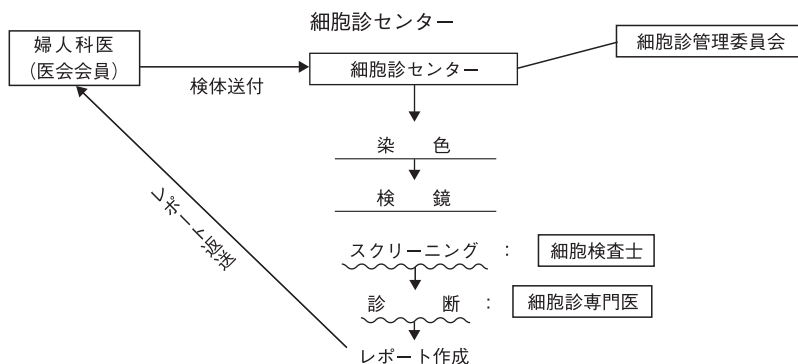 細胞診センター
婦人科医
（医会会員）
検体送付
細胞診センター
細胞診管理委員会
染　色
検　鏡
スクリーニング　：　細胞検査士
診　断　：　細胞診専門医
レポート作成
レポート返送